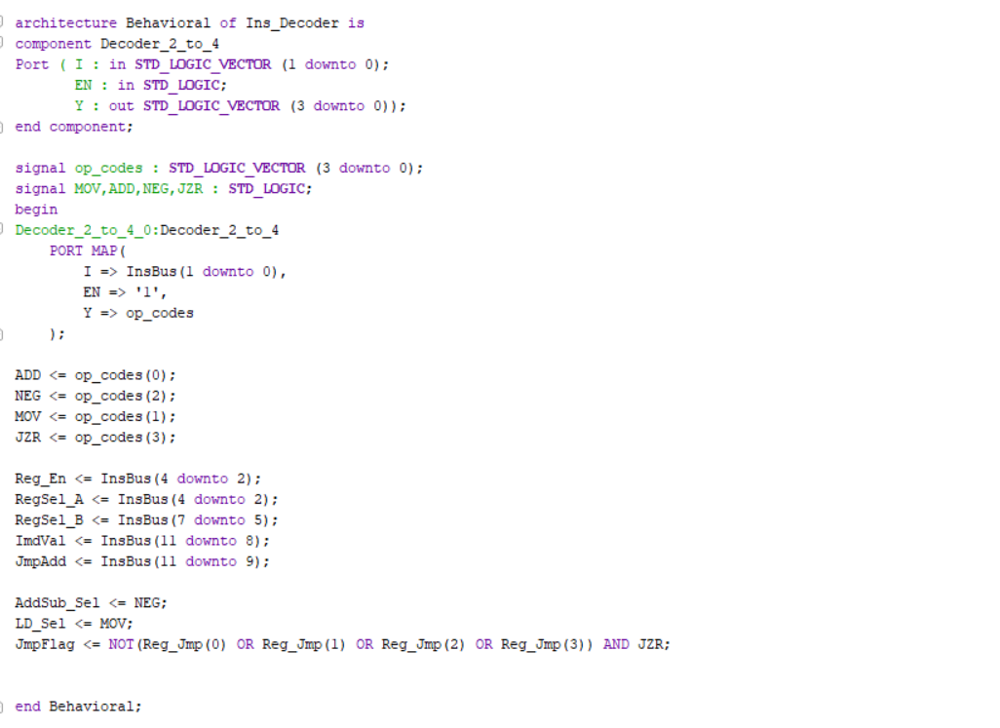 architecture Behavioral of Ins_Decoder is
component Decoder_2_to_4
Port ( I : in STD_LOGIC_VECTOR (1 downto 0);
EN : in STD_LOGIC;
Y : out STD_LOGIC_VECTOR (3 downto 0));
end component;
signal op_codes : STD_LOGIC_VECTOR (3 downto 0);
signal MOV,ADD,NEG,JZR : STD_LOGIC;
begin
Decoder_2_to_4_0:Decoder_2_to_4
PORT MAP(
I => InsBus(1 downto 0),
EN => '1',
Y => op_codes
);
ADD <= op_codes(0);
NEG <= op_codes(2);
MOV <= op_codes(1);
JZR <= op_codes(3);
Reg_En <= InsBus(4 downto 2);
RegSel_A <= InsBus(4 downto 2);
RegSel_B <= InsBus(7 downto 5);
ImdVal <= InsBus(11 downto 8);
JmpAdd <= InsBus(11 downto 9);
AddSub_Sel <= NEG;
LD_Sel <= MOV;
JmpFlag <= NOT(Reg_Jmp(0) OR Reg_Jmp(1) OR Reg_Jmp(2) OR Reg_Jmp(3)) AND JZR;
end Behavioral;